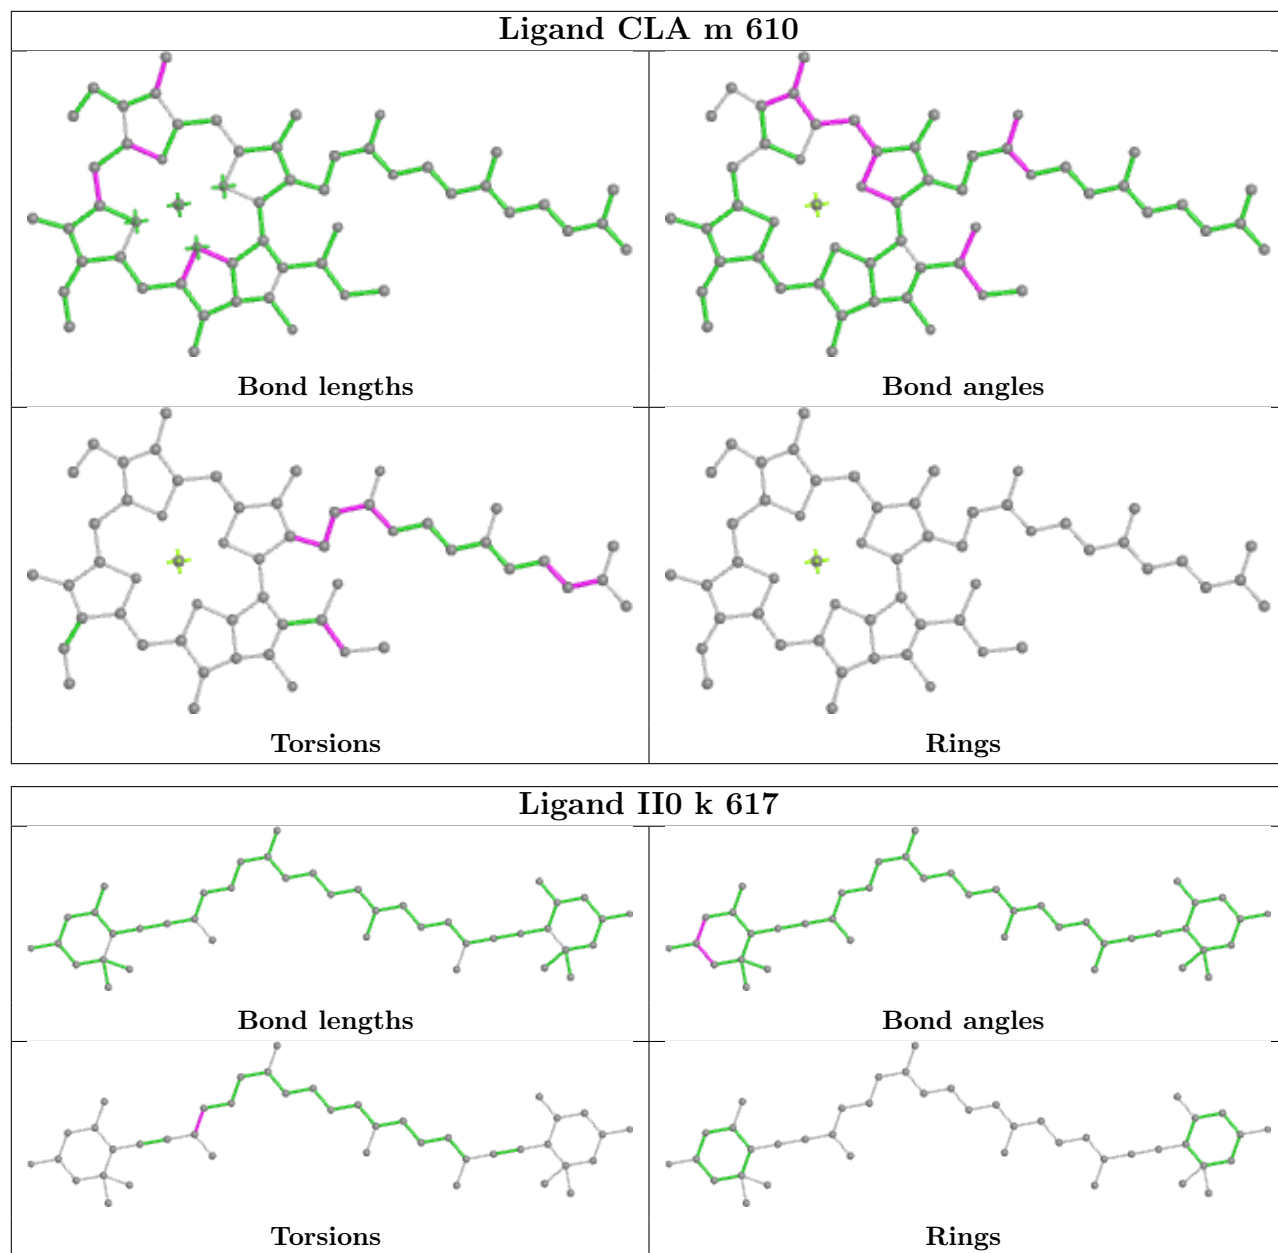 Ligand CLA m 610
Bond lengths
Bond angles
Torsions
Rings
Ligand II0 k 617
Bond lengths
Bond angles
Torsions
Rings